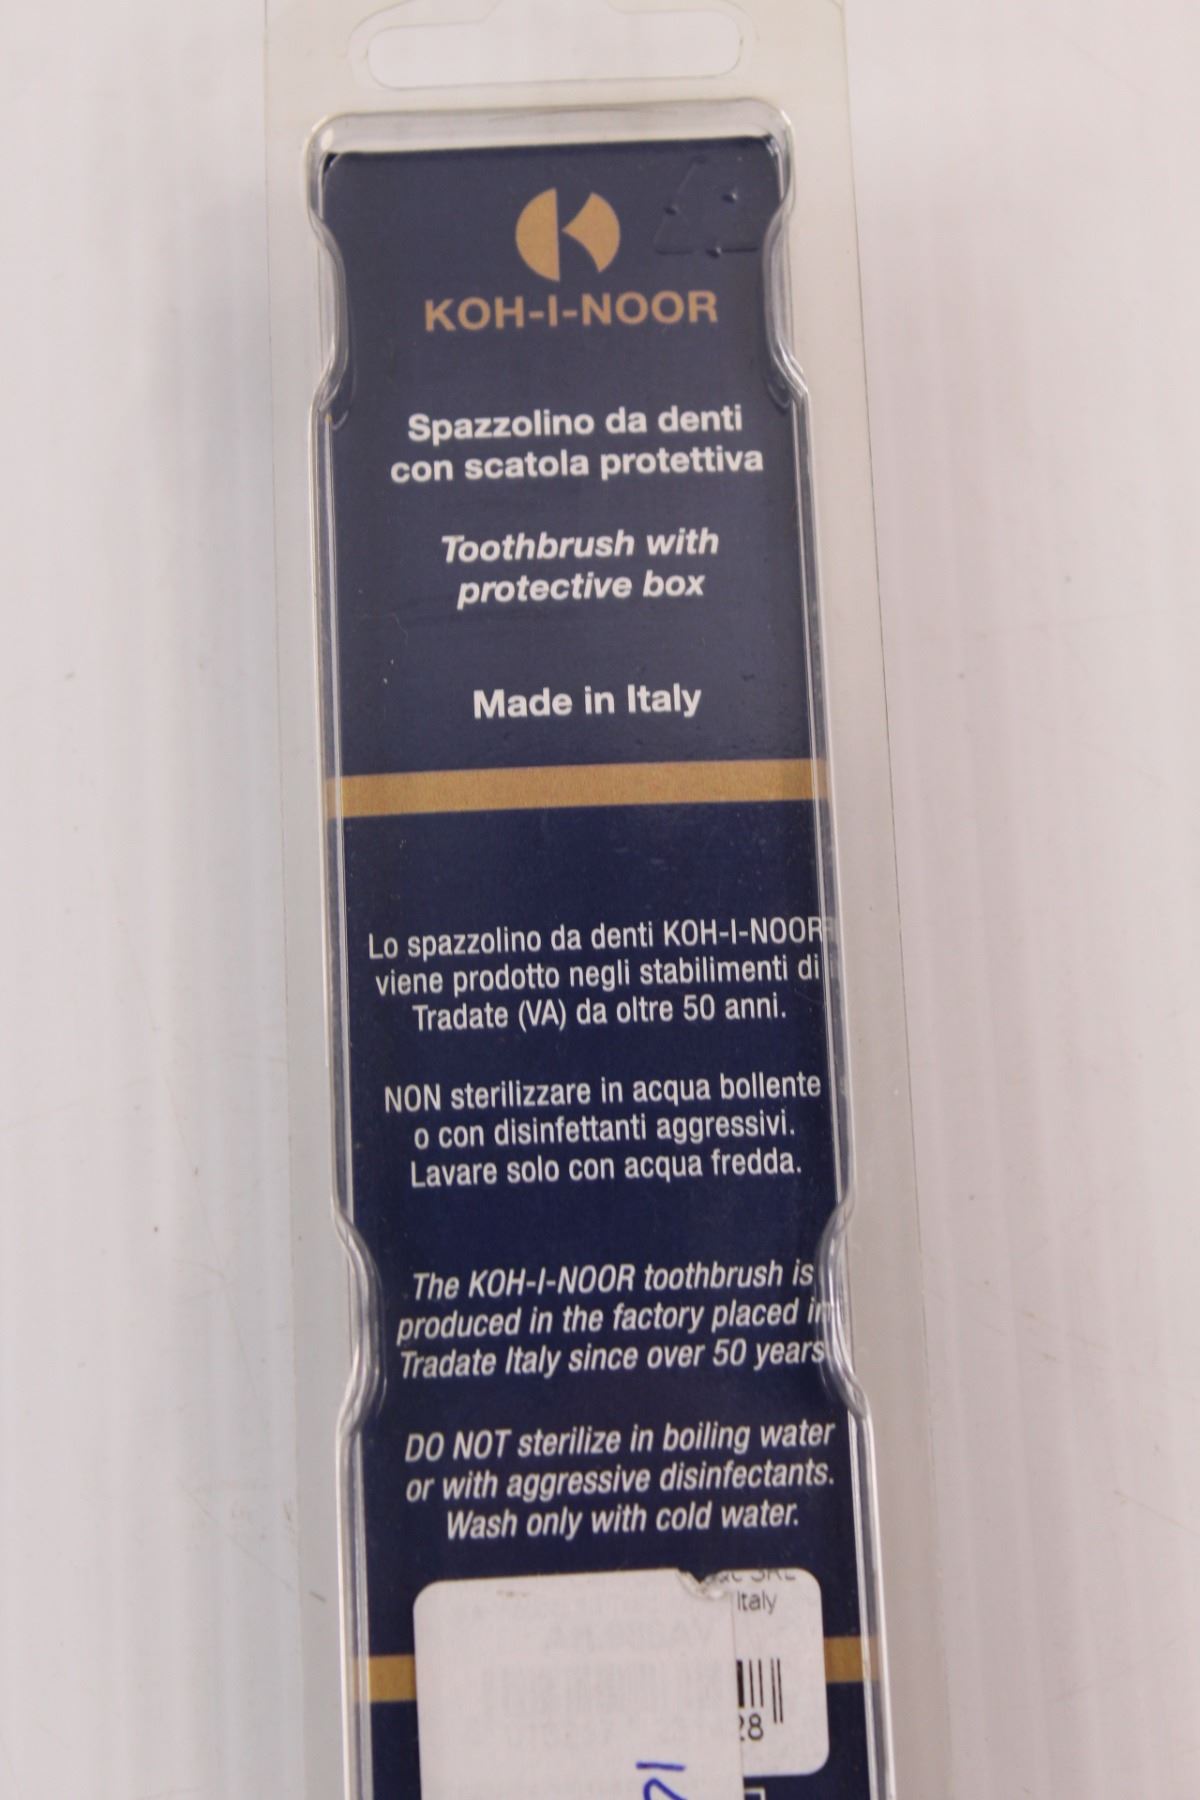 KOH-I-NOOR
Spazzolino da denti
con scatola protettiva
Toothbrush with
protective box
Made in Italy
Lo spazzolino da denti KOH-I-NOOR
viene prodotto negli stabilimenti di
Tradate (VA) da oltre 50 anni.
NON sterilizzare in acqua bollente
o con disinfettanti aggressivi.
Lavare solo con acqua fredda.
The KOH-I-NOOR toothbrush is
produced in the factory placed in
Tradate Italy since over 50 years
DO NOT sterilize in boiling water
or with aggressive disinfectants.
Wash only with cold water.
SRL
Italy
28